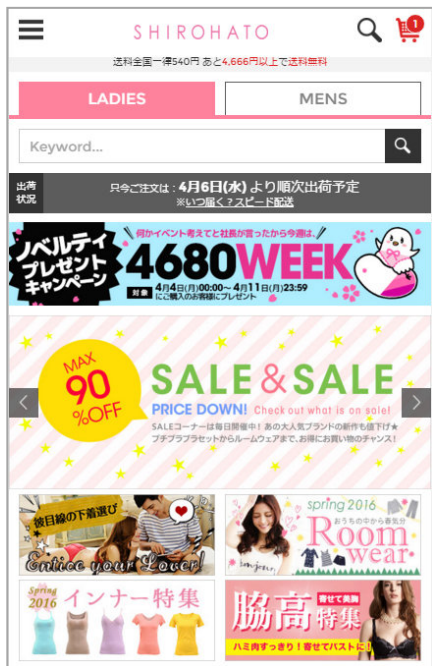 SHIROHATO
1
送料全国一律540円 あと4,666円以上で送料無料
LADIES
MENS
Keyword...
出荷
状況
只今ご注文は：4月6日(水)より順次出荷予定
※いつ届く？スピード配送
ノベルティ
プレゼント
キャンペーン
何かイベント考えてと社長が言ったから今週は、
4680WEEK
対象
4月4日(月)00:00～4月11日(月)23:59
にご購入のお客様にプレゼント
MAX
90
%OFF
SALE&SALE
PRICE DOWN! Check out what is on sale!
SALEコーナーは毎日開催中！あの大人気ブランドの新作も値下げ★
プチプラブラセットからルームウェアまで、お得にお買い物のチャンス！
彼目線の下着選び
Entice your Lover!
spring 2016
おうちの中から春気分
Room
wear
bonjour
Spring
2016
インナー特集
脇高
寄せて美胸
特集
ハミ肉すっきり！寄せてバストに！